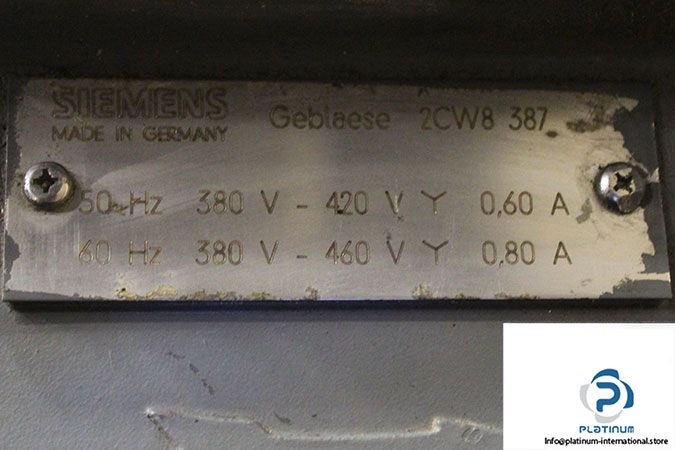 SIEMENS Geblaese 2CW8 387
MADE IN GERMANY
50 Hz 380 V - 420 V Y 0,60 A
60 Hz 380 V - 460 V Y 0,80 A
PLATINUM
Info@platinum-international.store